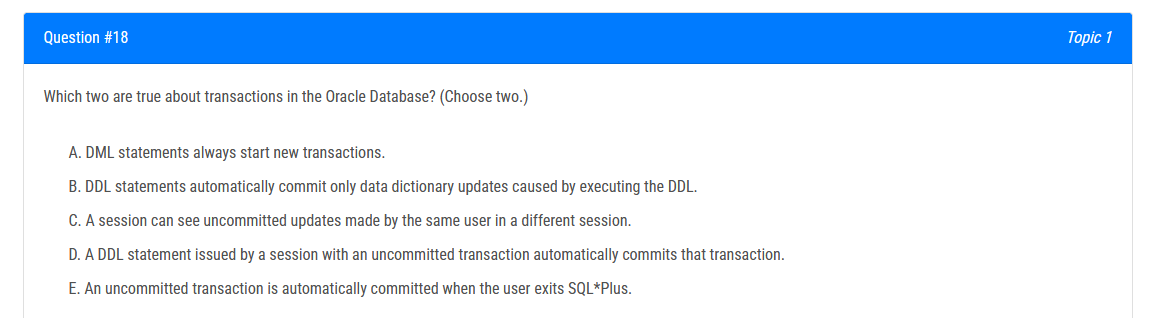 Question #18
Topic 1
Which two are true about transactions in the Oracle Database? (Choose two.)
A. DML statements always start new transactions.
B. DDL statements automatically commit only data dictionary updates caused by executing the DDL.
C. A session can see uncommitted updates made by the same user in a different session.
D. A DDL statement issued by a session with an uncommitted transaction automatically commits that transaction.
E. An uncommitted transaction is automatically committed when the user exits SQL*Plus.